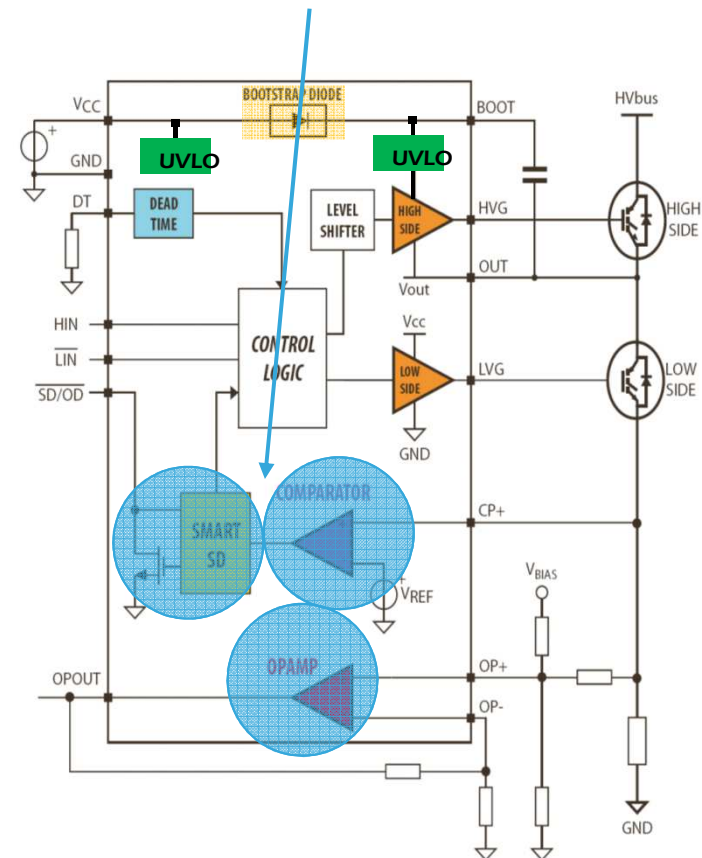 BOOTSTRAP DIODE
VCC
BOOT
HVbus
UVLO
UVLO
GND
DT
DEAD
TIME
LEVEL
SHIFTER
HIGH
SIDE
HVG
HIGH
SIDE
OUT
Vout
HIN
Vcc
CONTROL
LOGIC
LIN
LOW
SIDE
LVG
LOW
SIDE
SD/OD
GND
COMPARATOR
CP+
SMART
SD
VBIAS
+
VREF
OPAMP
OP+
OPOUT
OP-
GND
+